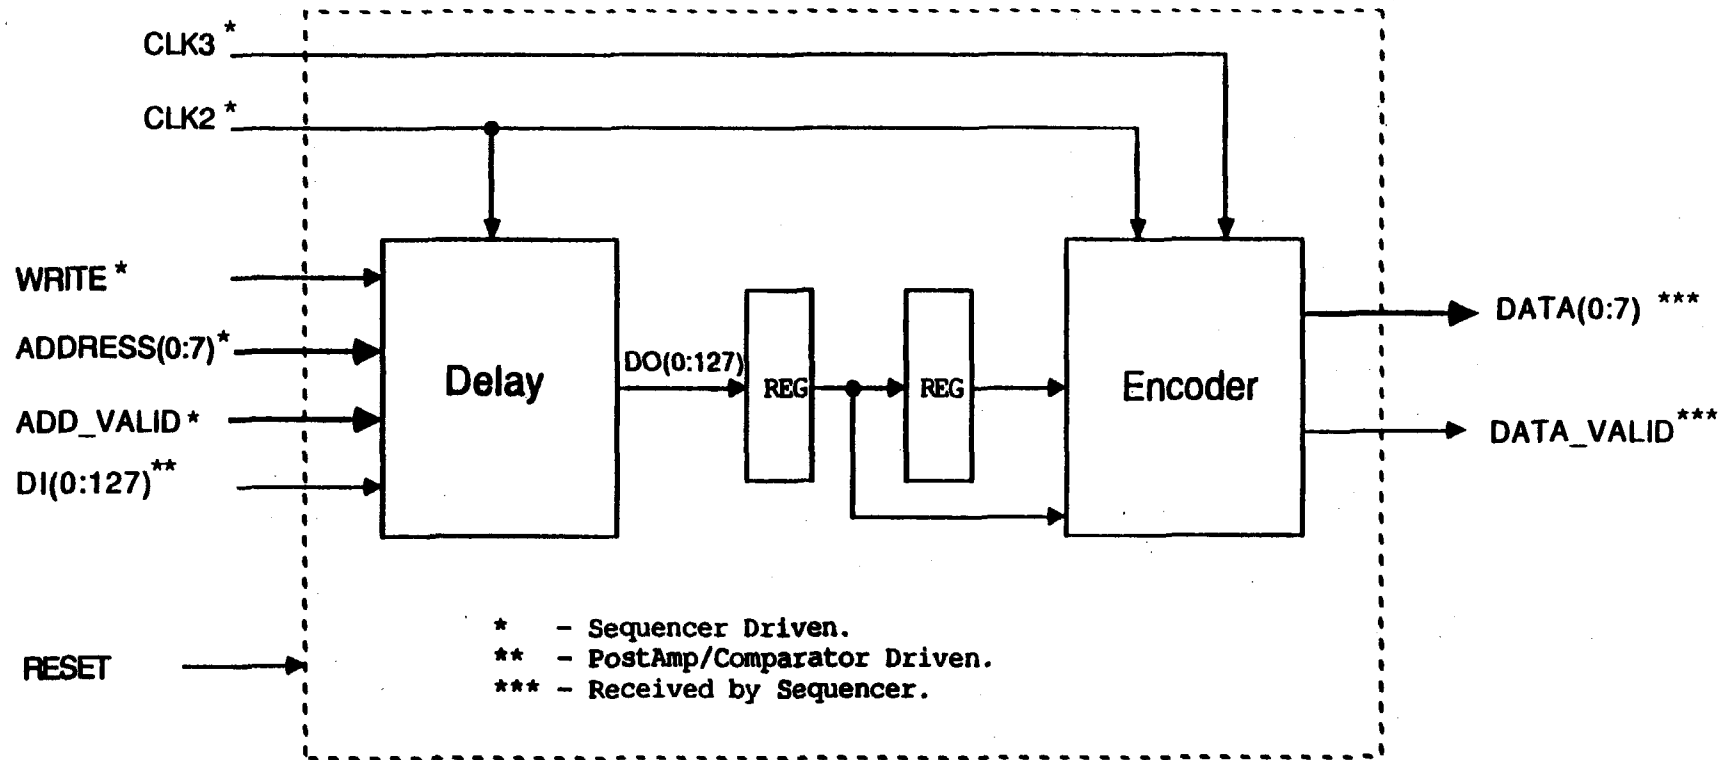 CLK3 *
CLK2 *
WRITE *
ADDRESS(0:7) *
ADD_VALID *
DI(0:127) **
RESET
Delay
DO(0:127)
REG
REG
Encoder
DATA(0:7) ***
DATA_VALID ***
* - Sequencer Driven.
** - PostAmp/Comparator Driven.
*** - Received by Sequencer.